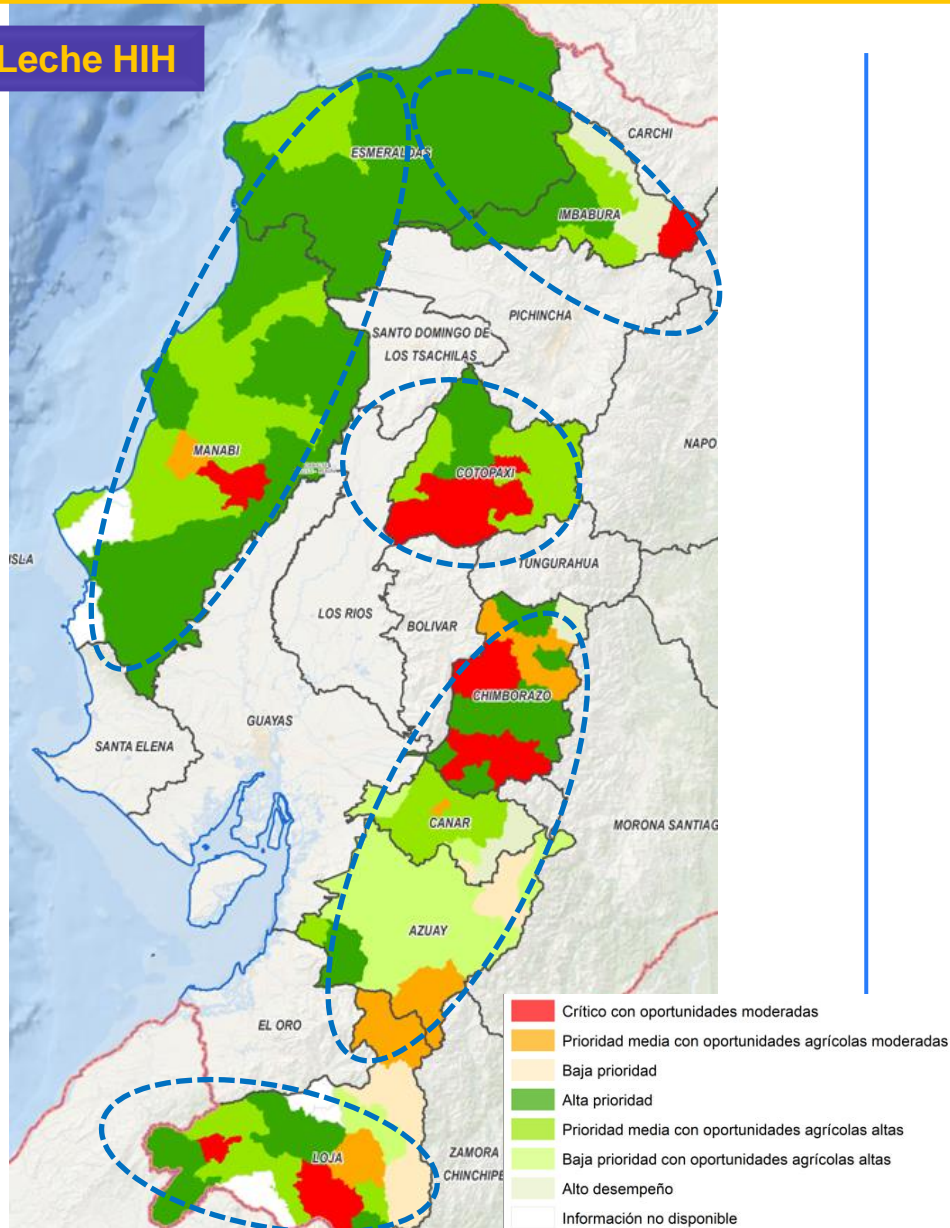 Leche HIH
CARCHI
ESMERALDAS
IMBABURA
PICHINCHA
SANTO DOMINGO DE
LOS TSACHILAS
NAPO
MANABI
COTOPAXI
ISLA
TUNGURAHUA
LOS RIOS
BOLIVAR
CHIMBORAZO
GUAYAS
SANTA ELENA
CANAR
MORONA SANTIAG
AZUAY
EL ORO
ZAMORA
CHINCHIPE
LOJA
Crítico con oportunidades moderadas
Prioridad media con oportunidades agrícolas moderadas
Baja prioridad
Alta prioridad
Prioridad media con oportunidades agrícolas altas
Baja prioridad con oportunidades agrícolas altas
Alto desempeño
Información no disponible